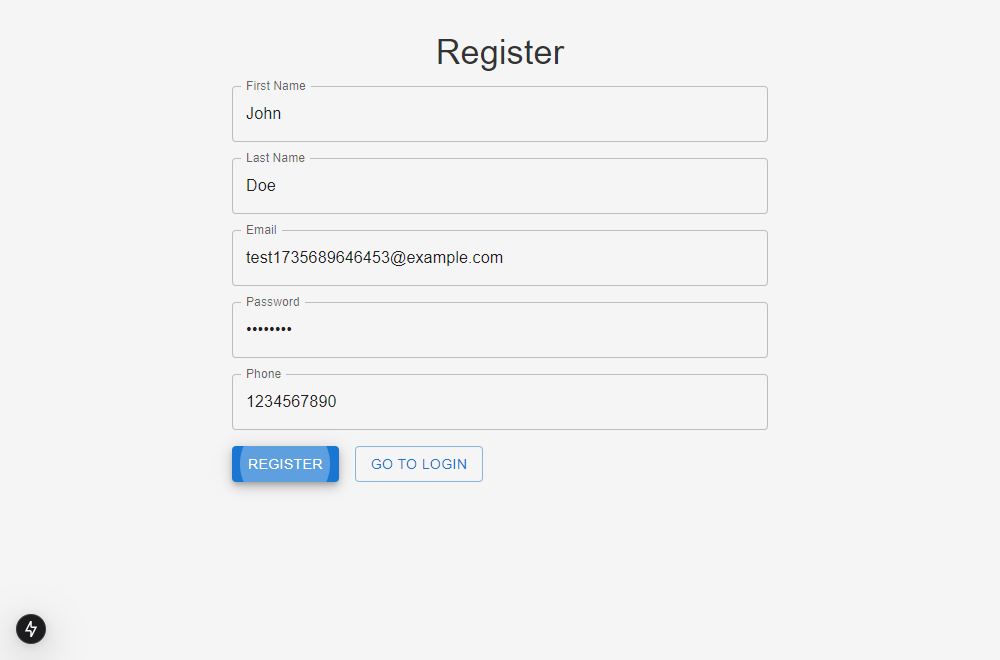 Register
First Name
John
Last Name
Doe
Email
test1735689646453@example.com
Password
••••••••
Phone
1234567890
REGISTER GO TO LOGIN